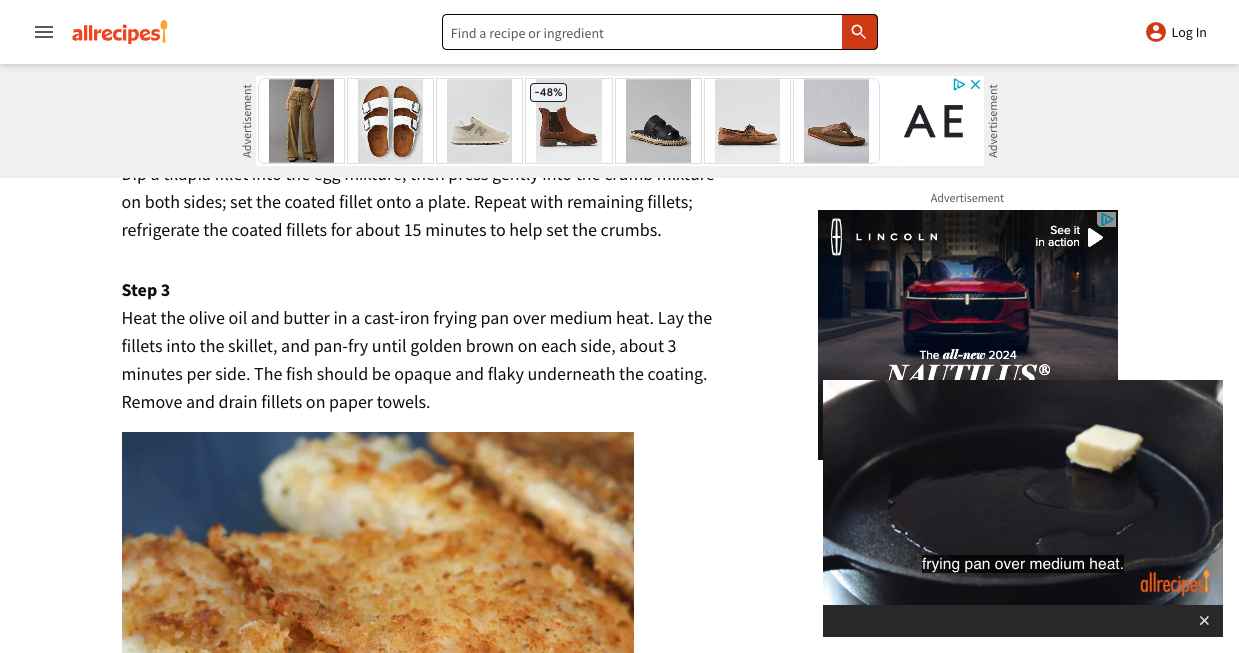 allrecipes
Find a recipe or ingredient
Log In
Advertisement
-48%
AE
Advertisement
Dip a tilapia fillet into the egg mixture, then press gently into the crumb mixture
on both sides; set the coated fillet onto a plate. Repeat with remaining fillets;
refrigerate the coated fillets for about 15 minutes to help set the crumbs.
Step 3
Heat the olive oil and butter in a cast-iron frying pan over medium heat. Lay the
fillets into the skillet, and pan-fry until golden brown on each side, about 3
minutes per side. The fish should be opaque and flaky underneath the coating.
Remove and drain fillets on paper towels.
Advertisement
LINCOLN
See it
in action
The all-new 2024
NAUTILUS®
frying pan over medium heat.
allrecipes